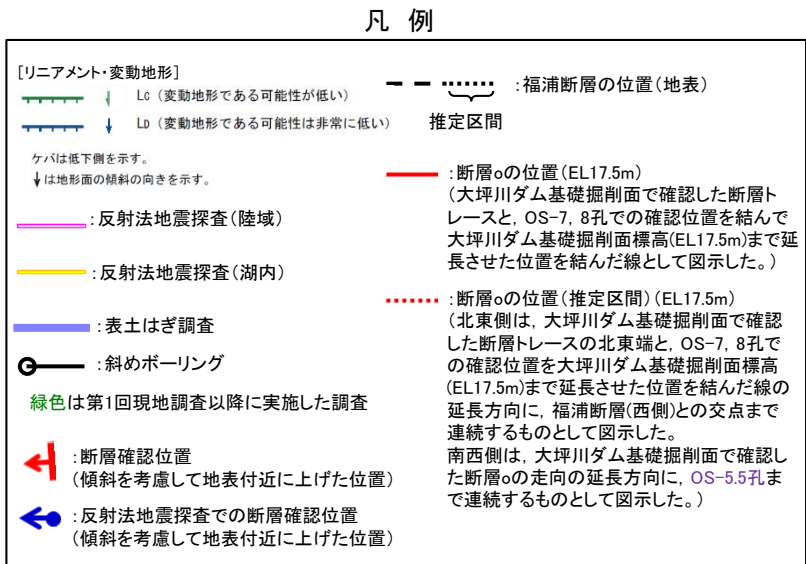 凡 例
[リニアメント・変動地形]
LC（変動地形である可能性が低い）
LD（変動地形である可能性は非常に低い）
ケバは低下側を示す。
↓は地形面の傾斜の向きを示す。
：反射法地震探査（陸域）
：反射法地震探査（湖内）
：表土はぎ調査
：斜めボーリング
緑色は第1回現地調査以降に実施した調査
：断層確認位置
（傾斜を考慮して地表付近に上げた位置）
：反射法地震探査での断層確認位置
（傾斜を考慮して地表付近に上げた位置）
：福浦断層の位置（地表）
推定区間
：断層oの位置（EL17.5m）
（大坪川ダム基礎掘削面で確認した断層ト
レースと，OS-7，8孔での確認位置を結んで
大坪川ダム基礎掘削面標高(EL17.5m)まで延
長させた位置を結んだ線として図示した。）
：断層oの位置（推定区間）（EL17.5m）
（北東側は，大坪川ダム基礎掘削面で確認
した断層トレースの北東端と，OS-7，8孔で
の確認位置を大坪川ダム基礎掘削面標高
(EL17.5m)まで延長させた位置を結んだ線の
延長方向に，福浦断層(西側)との交点まで
連続するものとして図示した。
南西側は，大坪川ダム基礎掘削面で確認し
た断層oの走向の延長方向に，OS-5.5孔ま
で連続するものとして図示した。）